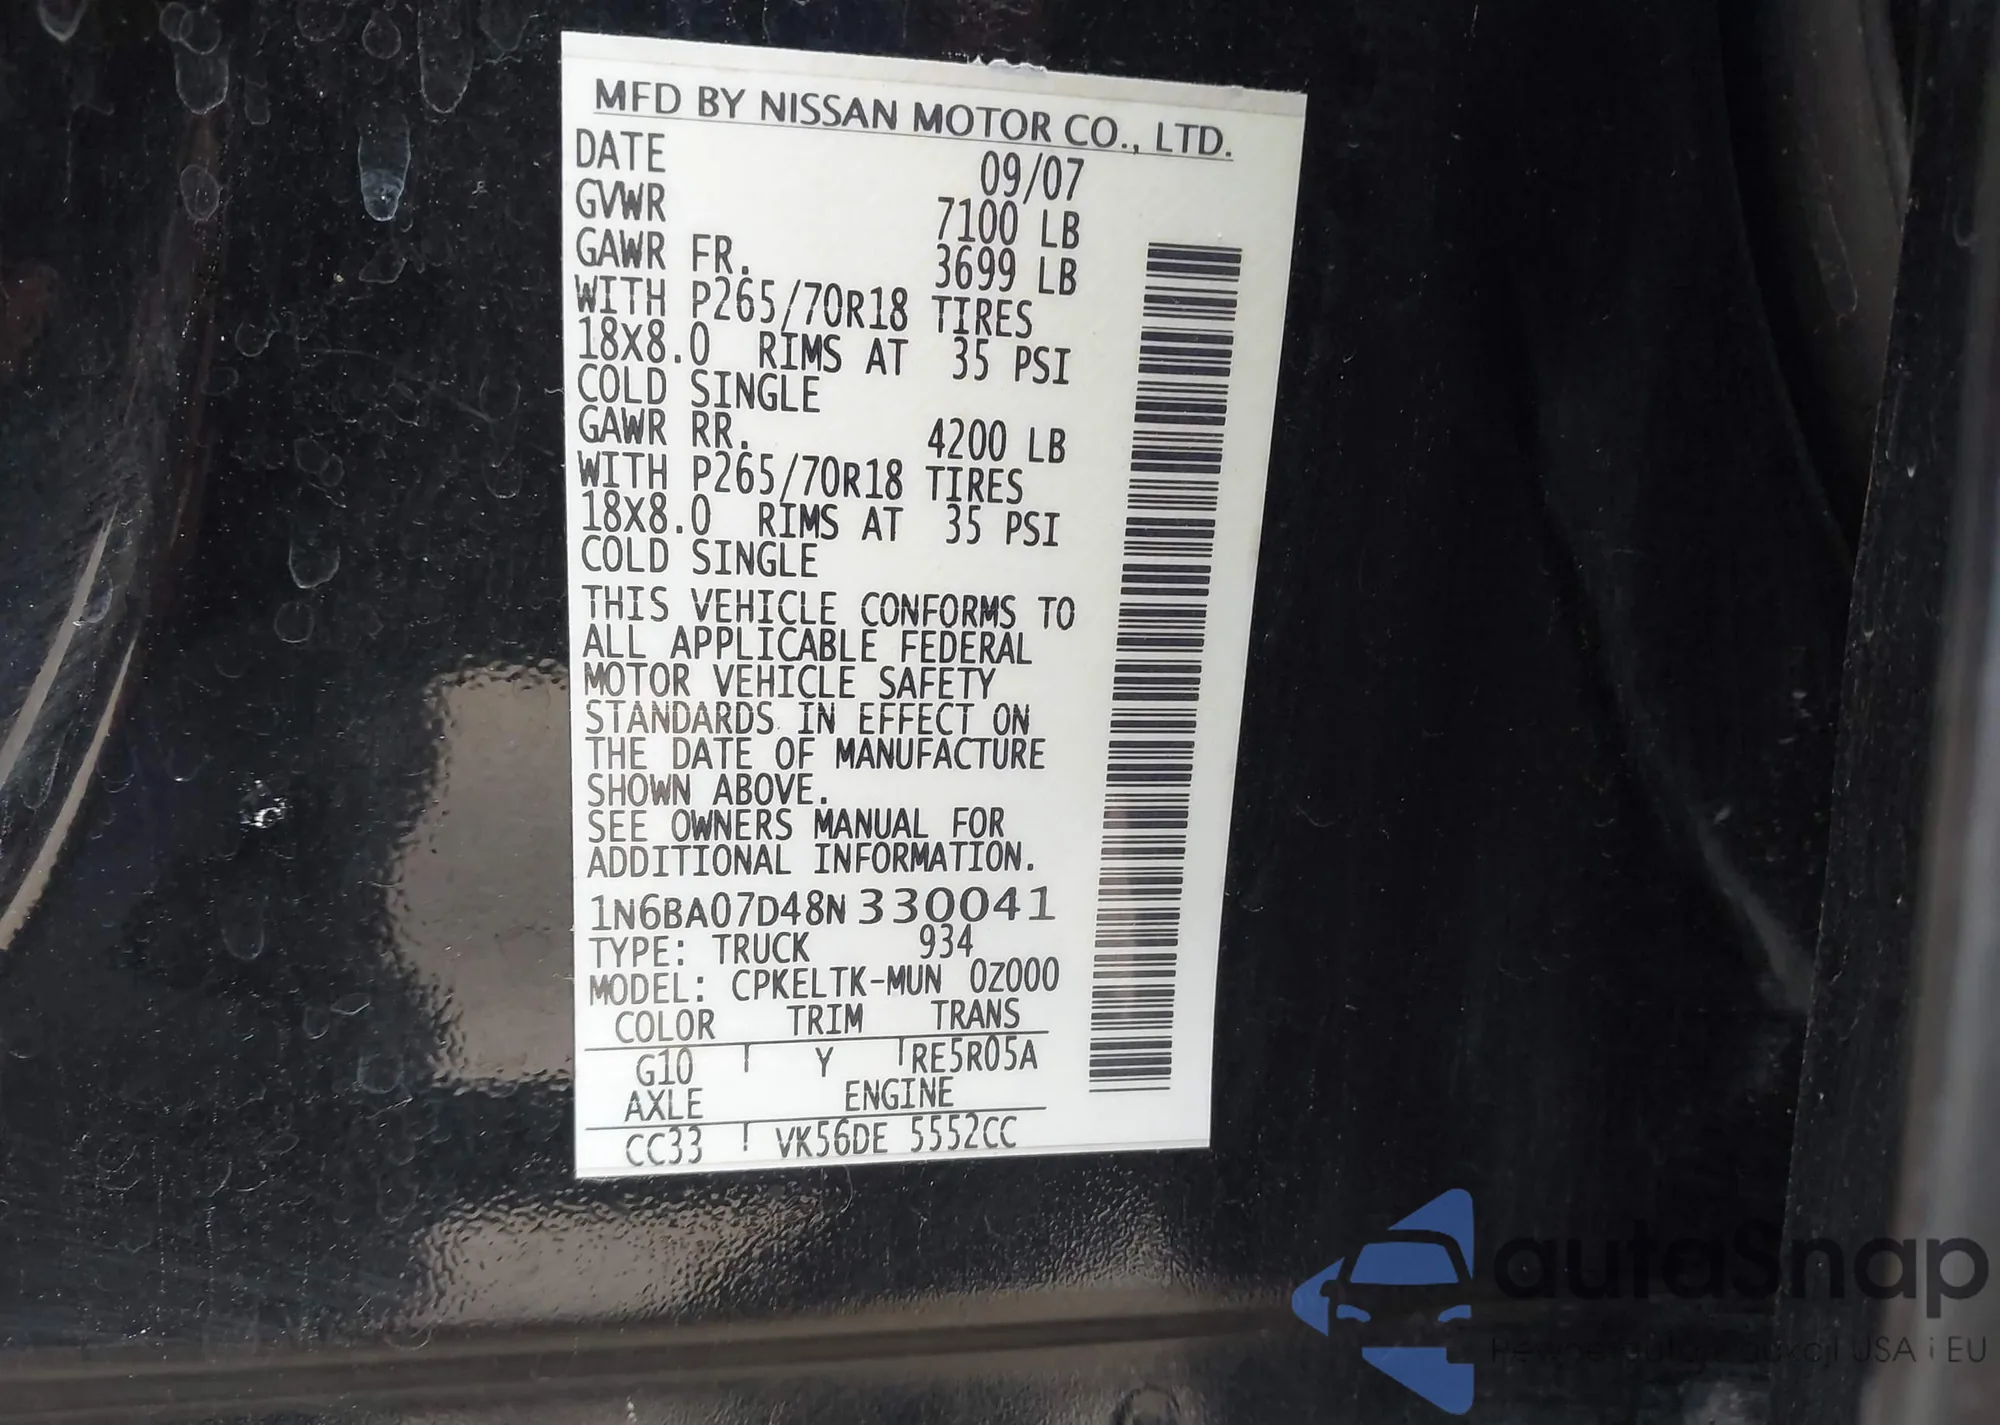 MFD BY NISSAN MOTOR CO., LTD.
DATE 09/07
GVWR 7100 LB
GAWR FR. 3699 LB
WITH P265/70R18 TIRES
18X8.0 RIMS AT 35 PSI
COLD SINGLE
GAWR RR. 4200 LB
WITH P265/70R18 TIRES
18X8.0 RIMS AT 35 PSI
COLD SINGLE
THIS VEHICLE CONFORMS TO
ALL APPLICABLE FEDERAL
MOTOR VEHICLE SAFETY
STANDARDS IN EFFECT ON
THE DATE OF MANUFACTURE
SHOWN ABOVE.
SEE OWNERS MANUAL FOR
ADDITIONAL INFORMATION.
1N6BA07D48N330041
TYPE: TRUCK 934
MODEL: CPKELTK-MUN 0Z000
COLOR TRIM TRANS
G10 Y RE5R05A
AXLE ENGINE
CC33 VK56DE 5552CC
autaSnap
USA i EU